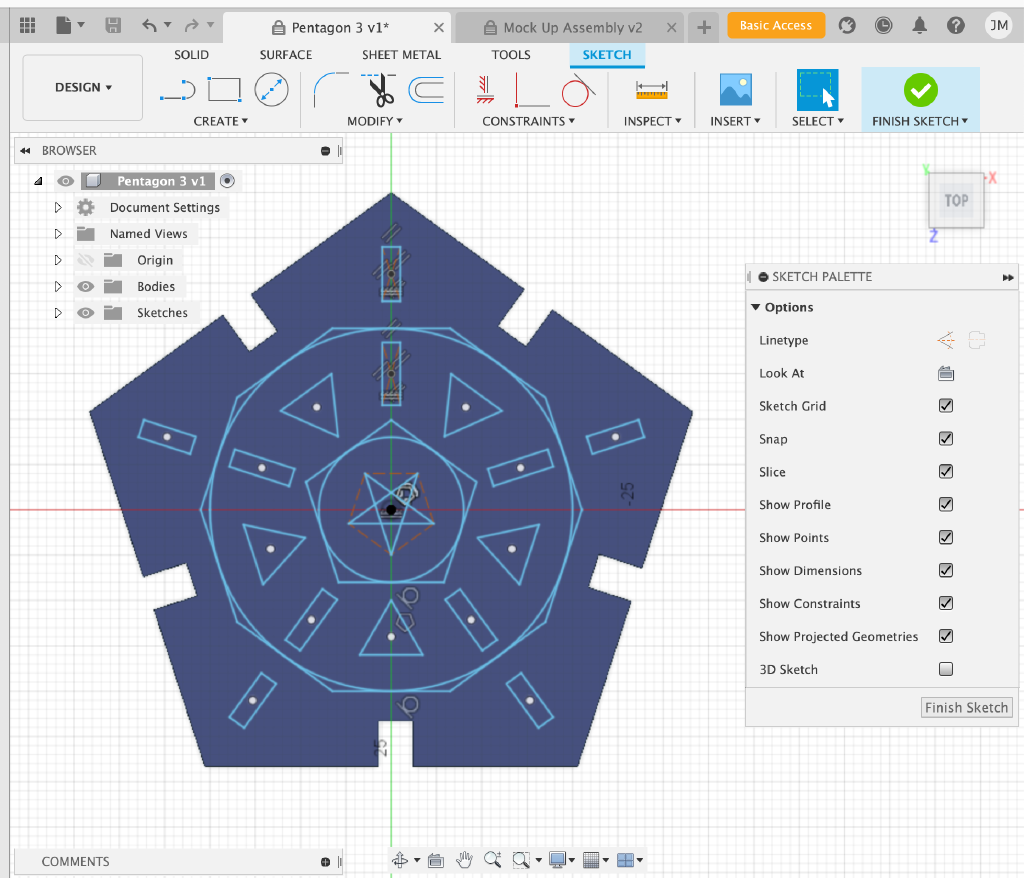 Pentagon 3 v1*
Mock Up Assembly v2
Basic Access
JM
DESIGN
SOLID
SURFACE
SHEET METAL
TOOLS
SKETCH
CREATE
MODIFY
CONSTRAINTS
INSPECT
INSERT
SELECT
FINISH SKETCH
BROWSER
Pentagon 3 v1
Document Settings
Named Views
Origin
Bodies
Sketches
Y
X
TOP
Z
-25
25
SKETCH PALETTE
Options
Linetype
Look At
Sketch Grid
Snap
Slice
Show Profile
Show Points
Show Dimensions
Show Constraints
Show Projected Geometries
3D Sketch
Finish Sketch
COMMENTS